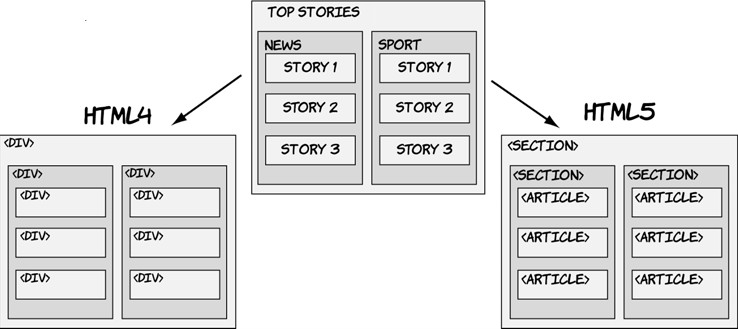 TOP STORIES
NEWS
STORY 1
STORY 2
STORY 3
SPORT
STORY 1
STORY 2
STORY 3
HTML4
<DIV>
<DIV>
<DIV>
<DIV>
<DIV>
<DIV>
<DIV>
<DIV>
<DIV>
HTML5
<SECTION>
<SECTION>
<ARTICLE>
<ARTICLE>
<ARTICLE>
<SECTION>
<ARTICLE>
<ARTICLE>
<ARTICLE>